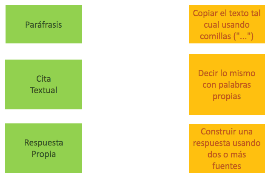 Paráfrasis
Copiar el texto tal
cual usando
comillas ("...")
Cita
Textual
Decir lo mismo
con palabras
propias
Respuesta
Propia
Construir una
respuesta usando
dos o más
fuentes